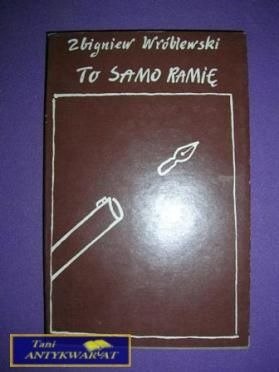 Zbigniew Wróblewski
TO SAMO RAMIĘ
Tani
ANTYKWARIAT